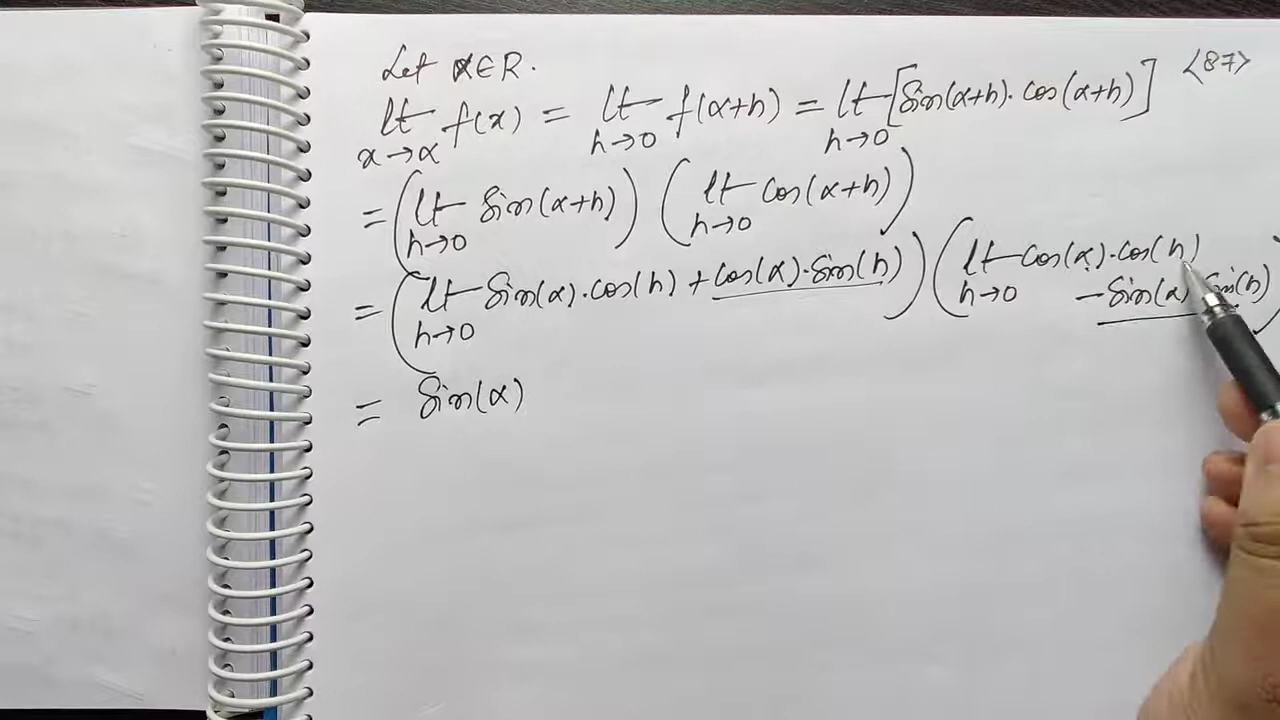 Let α∈R. <87>
lt x→α f(x) = lt h→0 f(α+h) = lt h→0 [Sin(α+h). cos(α+h)]
= (lt h→0 Sin(α+h)) (lt h→0 cos(α+h))
= (lt h→0 Sin(α).cos(h) + cos(α).Sin(h)) (lt h→0 Cos(α).cos(h) - Sin(α) Sin(h))
= Sin(α)